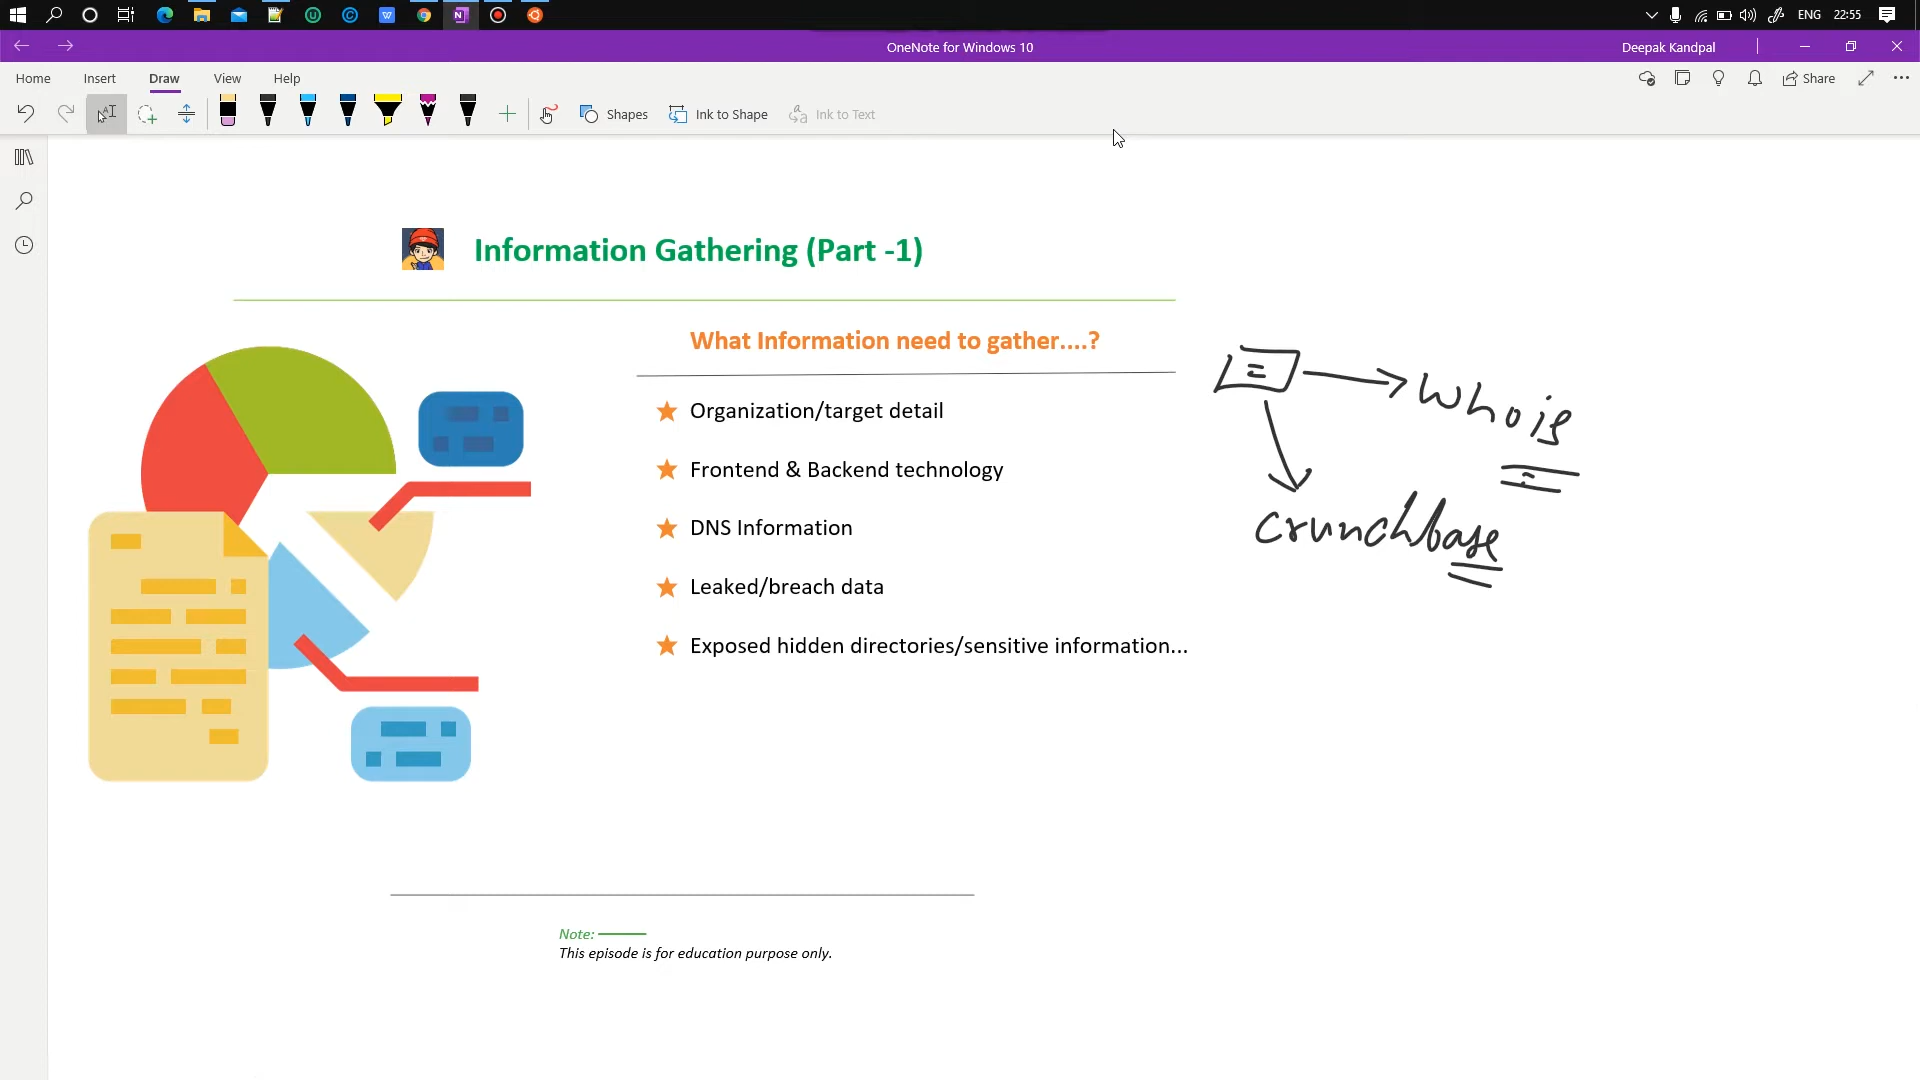 ENG 22:55
OneNote for Windows 10
Deepak Kandpal
Home Insert Draw View Help
Share
Shapes Ink to Shape Ink to Text
Information Gathering (Part -1)
What Information need to gather....?
Organization/target detail
Frontend & Backend technology
DNS Information
Leaked/breach data
Exposed hidden directories/sensitive information...
Whois
crunchbase
Note:
This episode is for education purpose only.